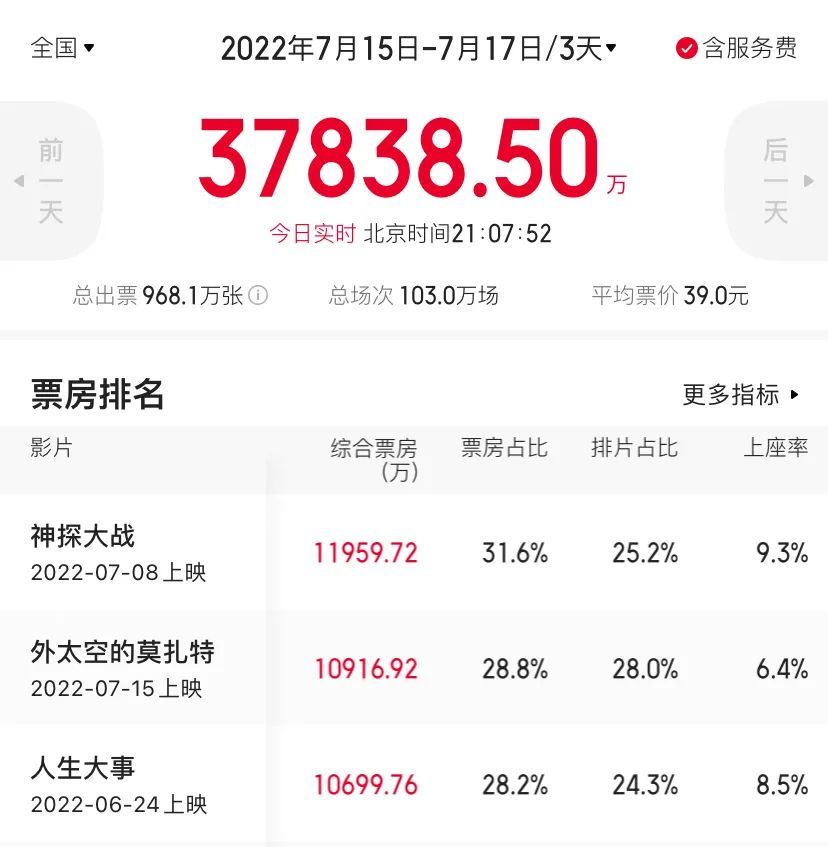 全国 2022年7月15日-7月17日/3天 含服务费
前一天
37838.50万
后一天
今日实时 北京时间21:07:52
总出票 968.1万张 总场次 103.0万场 平均票价 39.0元
票房排名 更多指标
影片 综合票房(万) 票房占比 排片占比 上座率
神探大战
2022-07-08上映
11959.72 31.6% 25.2% 9.3%
外太空的莫扎特
2022-07-15上映
10916.92 28.8% 28.0% 6.4%
人生大事
2022-06-24上映
10699.76 28.2% 24.3% 8.5%